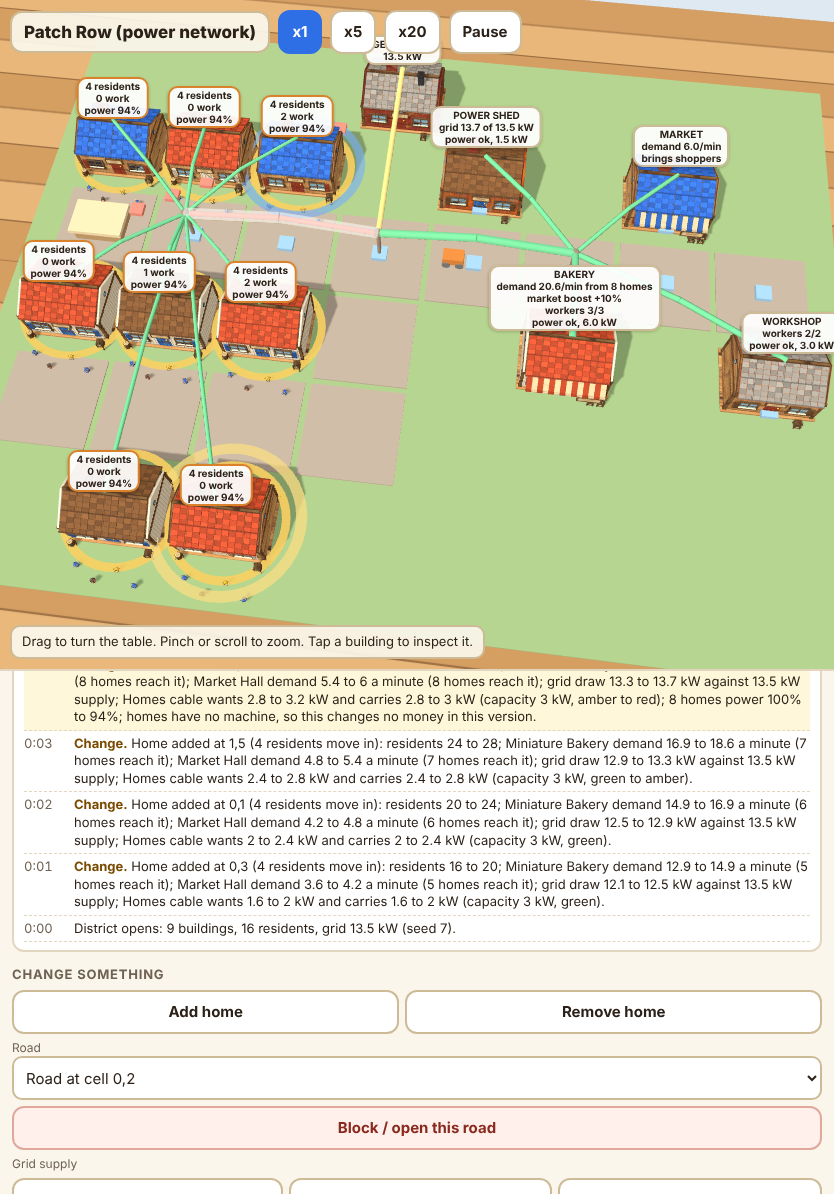 Patch Row (power network)
x1
x5
x20
Pause
13.5 kW
4 residents
0 work
power 94%
4 residents
0 work
power 94%
4 residents
2 work
power 94%
POWER SHED
grid 13.7 of 13.5 kW
power ok, 1.5 kW
MARKET
demand 6.0/min
brings shoppers
4 residents
0 work
power 94%
4 residents
1 work
power 94%
4 residents
2 work
power 94%
BAKERY
demand 20.6/min from 8 homes
market boost +10%
workers 3/3
power ok, 6.0 kW
WORKSHOP
workers 2/2
power ok, 3.0 kW
4 residents
0 work
power 94%
4 residents
0 work
power 94%
Drag to turn the table. Pinch or scroll to zoom. Tap a building to inspect it.
(8 homes reach it); Market Hall demand 5.4 to 6 a minute (8 homes reach it); grid draw 13.3 to 13.7 kW against 13.5 kW
supply; Homes cable wants 2.8 to 3.2 kW and carries 2.8 to 3 kW (capacity 3 kW, amber to red); 8 homes power 100%
to 94%; homes have no machine, so this changes no money in this version.
0:03 Change. Home added at 1,5 (4 residents move in): residents 24 to 28; Miniature Bakery demand 16.9 to 18.6 a minute (7
homes reach it); Market Hall demand 4.8 to 5.4 a minute (7 homes reach it); grid draw 12.9 to 13.3 kW against 13.5 kW
supply; Homes cable wants 2.4 to 2.8 kW and carries 2.4 to 2.8 kW (capacity 3 kW, green to amber).
0:02 Change. Home added at 0,1 (4 residents move in): residents 20 to 24; Miniature Bakery demand 14.9 to 16.9 a minute (6
homes reach it); Market Hall demand 4.2 to 4.8 a minute (6 homes reach it); grid draw 12.5 to 12.9 kW against 13.5 kW
supply; Homes cable wants 2 to 2.4 kW and carries 2 to 2.4 kW (capacity 3 kW, green).
0:01 Change. Home added at 0,3 (4 residents move in): residents 16 to 20; Miniature Bakery demand 12.9 to 14.9 a minute (5
homes reach it); Market Hall demand 3.6 to 4.2 a minute (5 homes reach it); grid draw 12.1 to 12.5 kW against 13.5 kW
supply; Homes cable wants 1.6 to 2 kW and carries 1.6 to 2 kW (capacity 3 kW, green).
0:00 District opens: 9 buildings, 16 residents, grid 13.5 kW (seed 7).
CHANGE SOMETHING
Add home
Remove home
Road
Road at cell 0,2
Block / open this road
Grid supply